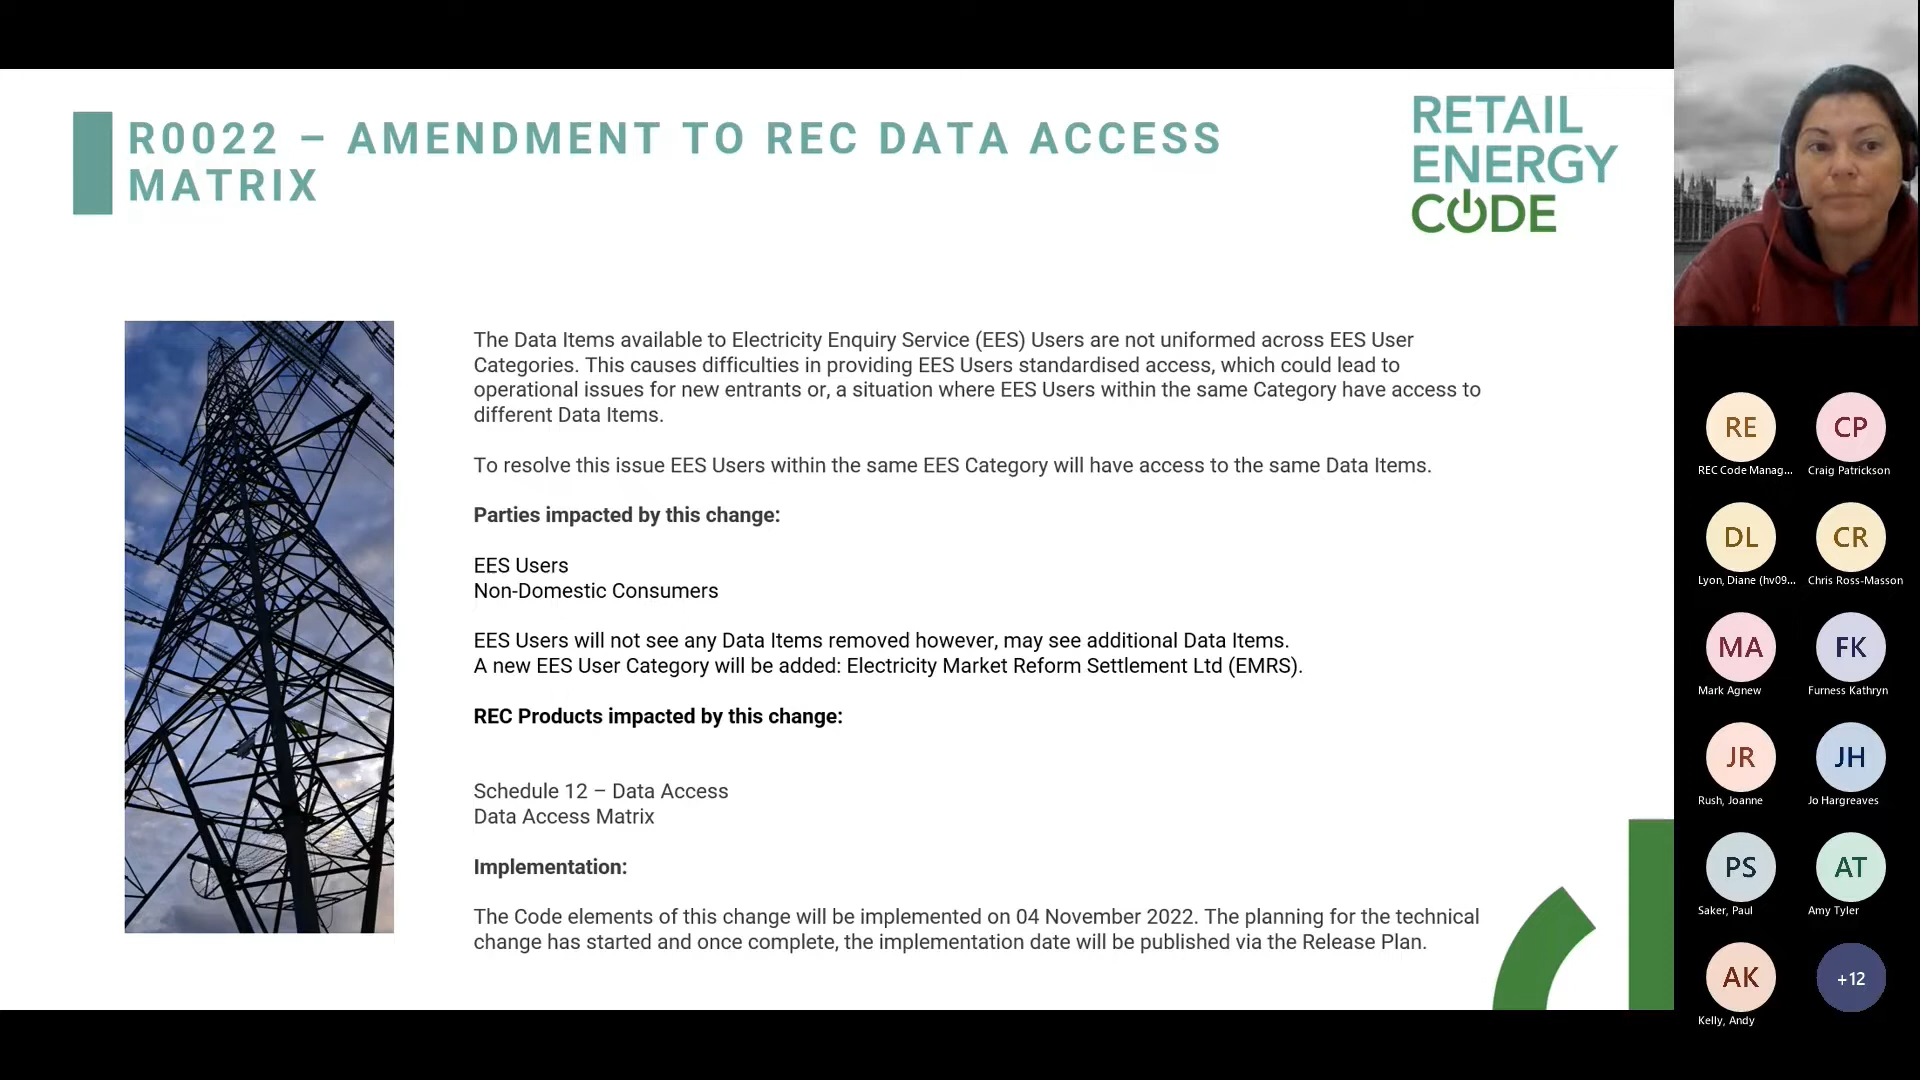 R0022 – AMENDMENT TO REC DATA ACCESS
MATRIX
RETAIL
ENERGY
CODE
The Data Items available to Electricity Enquiry Service (EES) Users are not uniformed across EES User
Categories. This causes difficulties in providing EES Users standardised access, which could lead to
operational issues for new entrants or, a situation where EES Users within the same Category have access to
different Data Items.
To resolve this issue EES Users within the same EES Category will have access to the same Data Items.
Parties impacted by this change:
EES Users
Non-Domestic Consumers
EES Users will not see any Data Items removed however, may see additional Data Items.
A new EES User Category will be added: Electricity Market Reform Settlement Ltd (EMRS).
REC Products impacted by this change:
Schedule 12 – Data Access
Data Access Matrix
Implementation:
The Code elements of this change will be implemented on 04 November 2022. The planning for the technical
change has started and once complete, the implementation date will be published via the Release Plan.
RE
CP
REC Code Manag...
Craig Patrickson
DL
CR
Lyon, Diane (hv09...
Chris Ross-Masson
MA
FK
Mark Agnew
Furness Kathryn
JR
JH
Rush, Joanne
Jo Hargreaves
PS
AT
Saker, Paul
Amy Tyler
AK
+12
Kelly, Andy